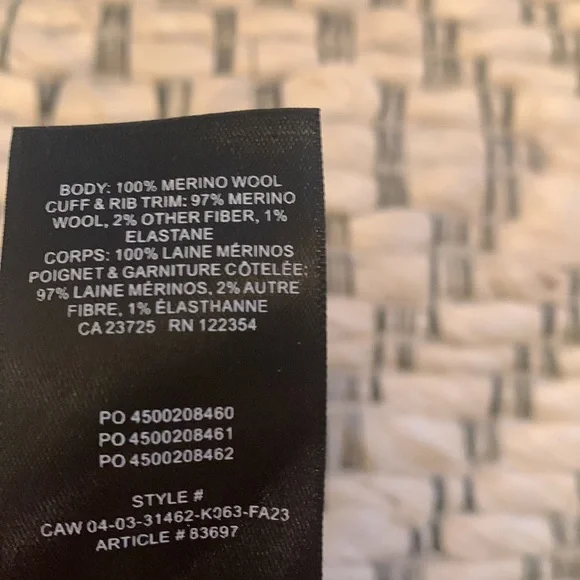 BODY: 100% MERINO WOOL
CUFF & RIB TRIM: 97% MERINO
WOOL, 2% OTHER FIBER, 1%
ELASTANE
CORPS: 100% LAINE MÉRINOS
POIGNET & GARNITURE CÔTELÉE:
97% LAINE MÉRINOS, 2% AUTRE
FIBRE, 1% ÉLASTHANNE
CA 23725 RN 122354
PO 4500208460
PO 4500208461
PO 4500208462
STYLE #
CAW 04-03-31462-K063-FA23
ARTICLE # 83697